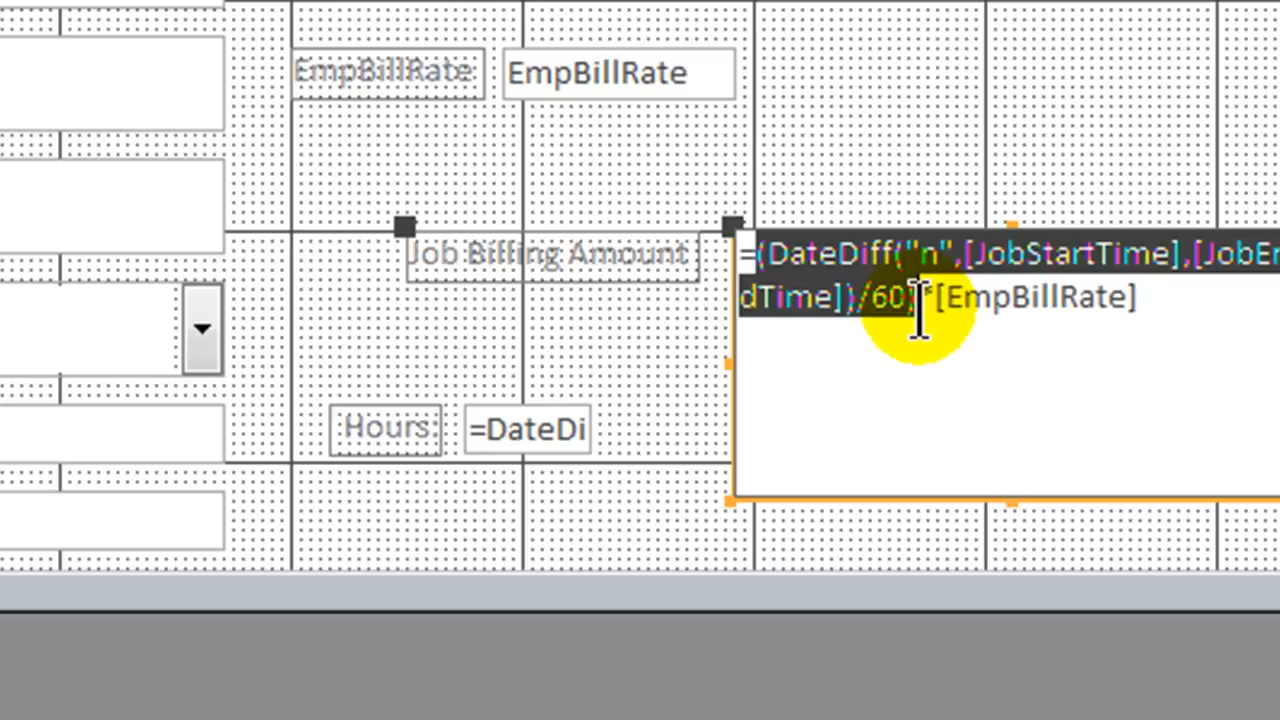 EmpBillRate EmpBillRate
Job Billing Amount
=(DateDiff("n",[JobStartTime],[JobEn
dTime])/60)*[EmpBillRate]
Hours: =DateDi